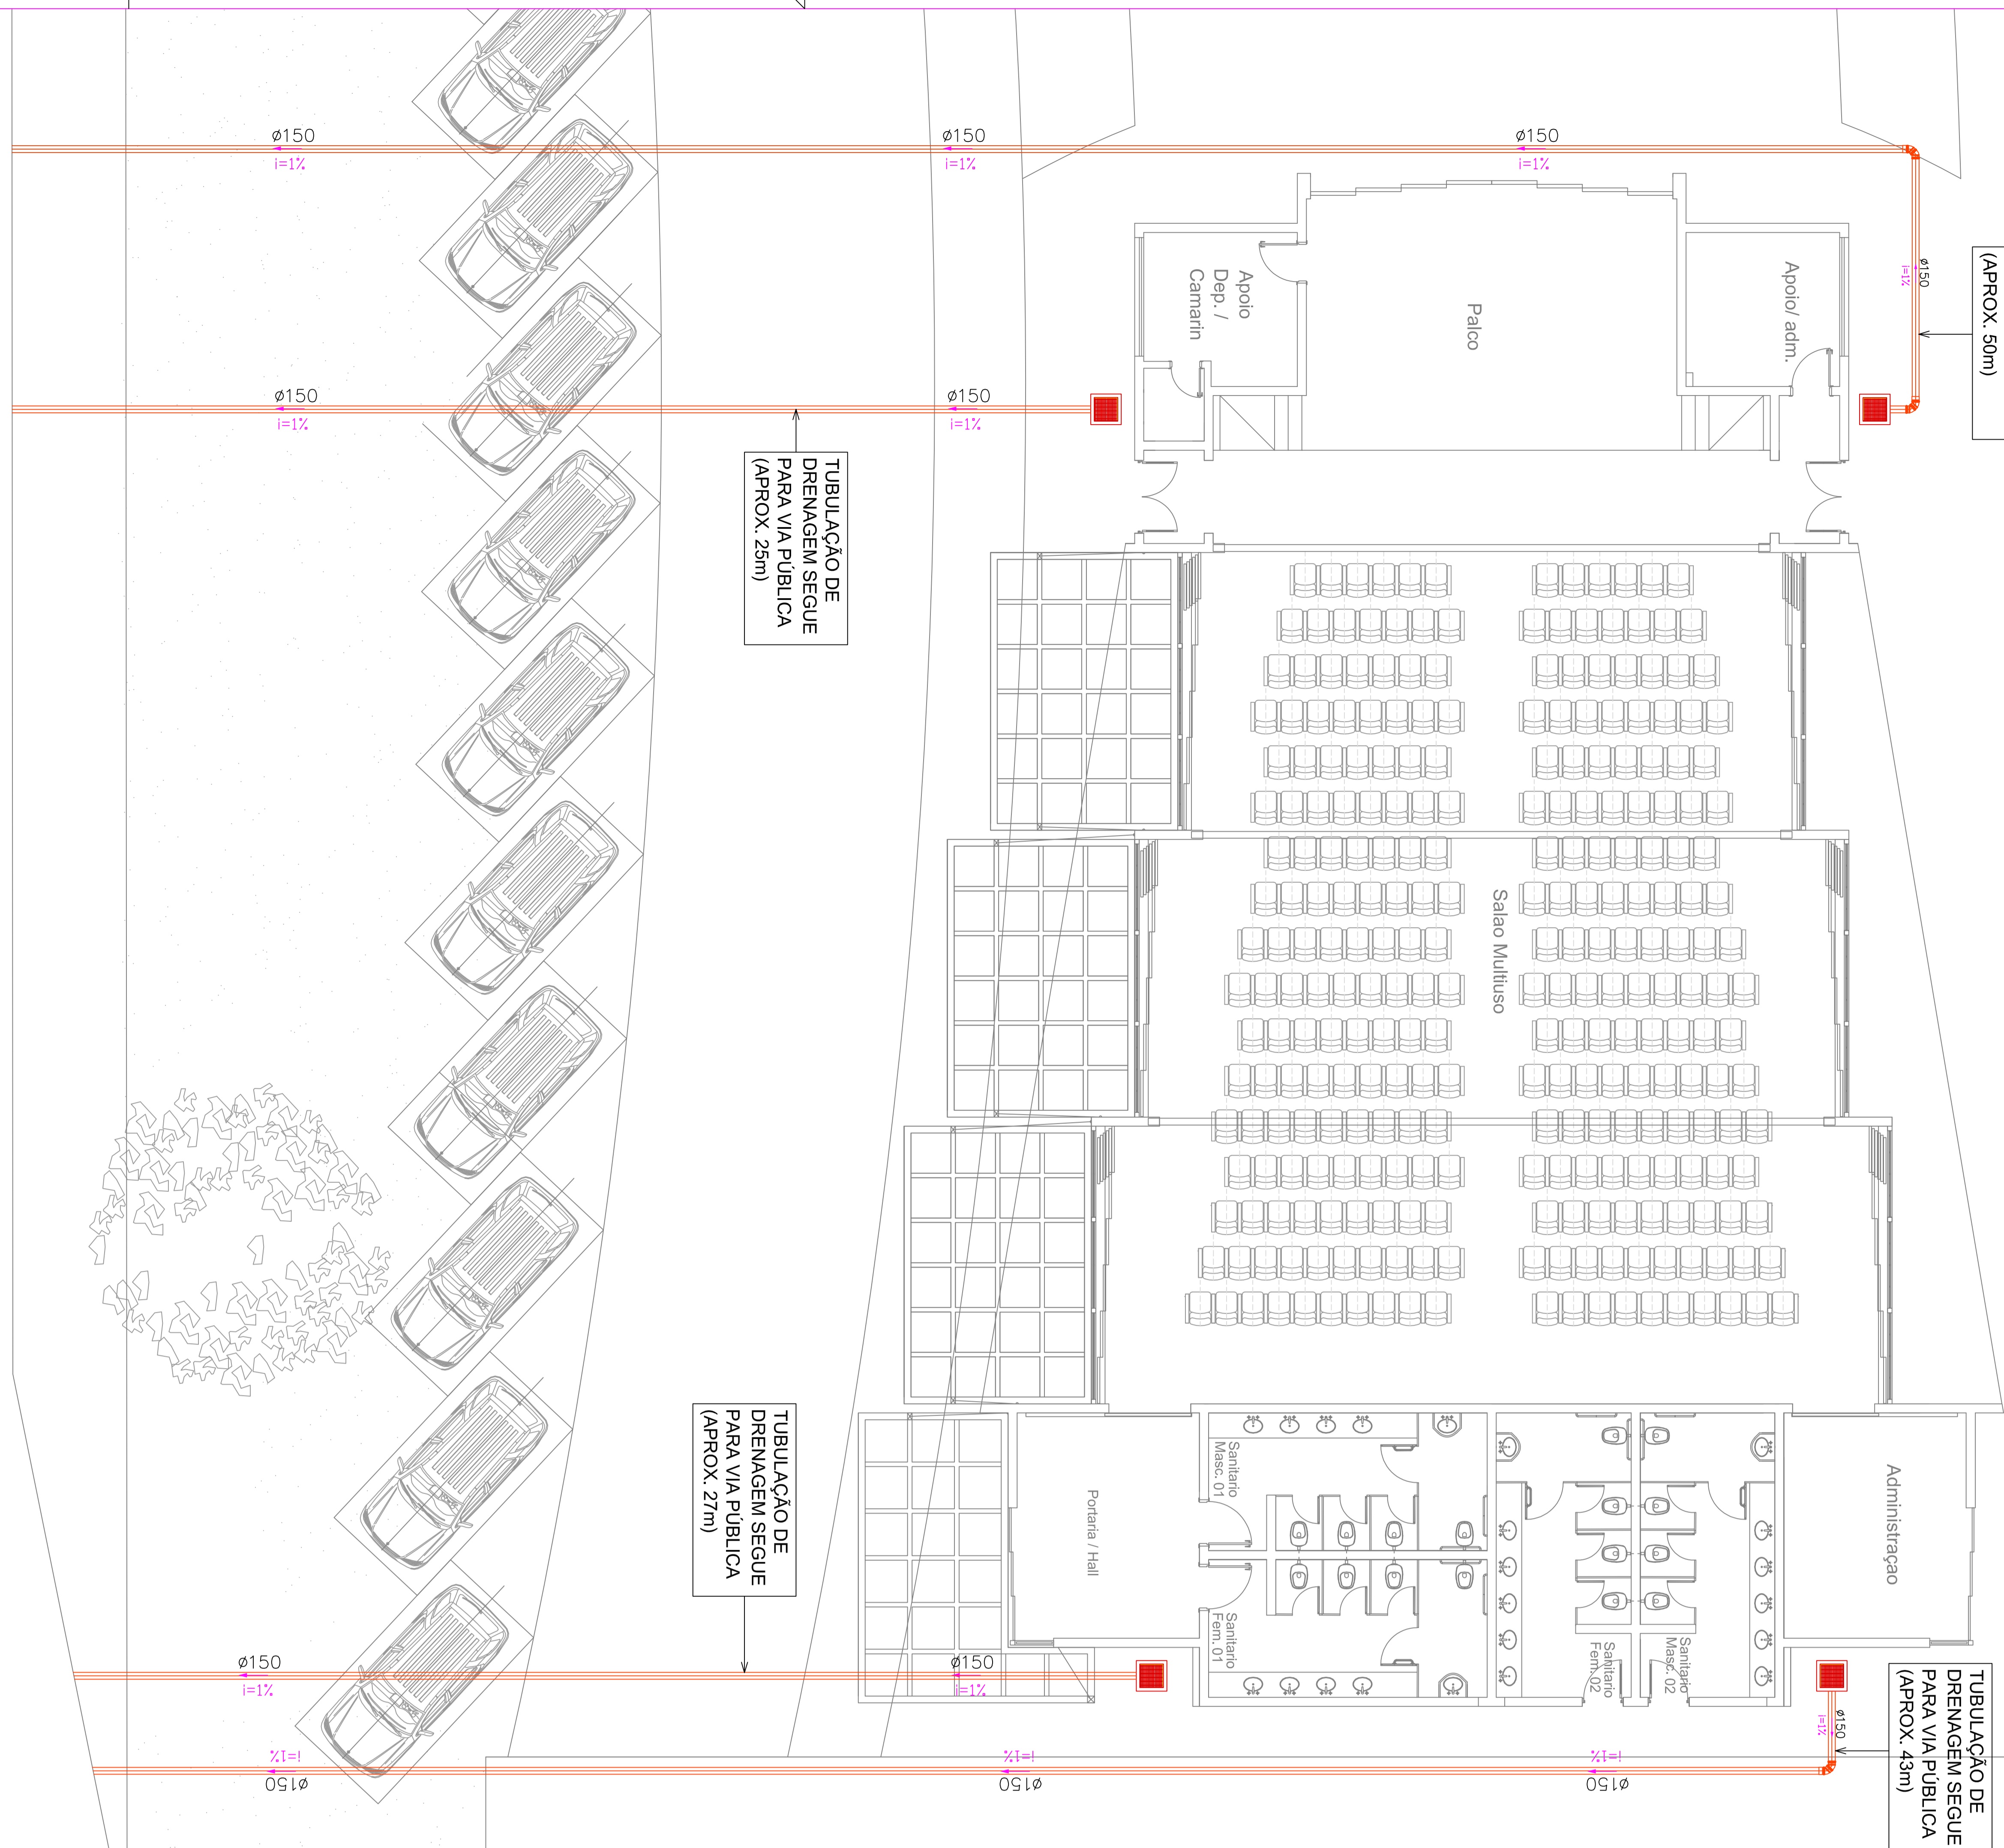 ø150
i=1%
ø150
i=1%
ø150
i=1%
ø150
i=1%
(APROX. 50m)
Apoio
Dep. /
Camarin
Palco
Apoio/ adm.
ø150
i=1%
ø150
i=1%
TUBULAÇÃO DE
DRENAGEM SEGUE
PARA VIA PÚBLICA
(APROX. 25m)
Salao Multiuso
TUBULAÇÃO DE
DRENAGEM SEGUE
PARA VIA PÚBLICA
(APROX. 27m)
Portaria / Hall
Sanitario
Masc. 01
Sanitario
Fem. 01
Sanitario
Fem. 02
Sanitario
Masc. 02
Administraçao
ø150
i=1%
ø150
i=1%
ø150
i=1%
TUBULAÇÃO DE
DRENAGEM SEGUE
PARA VIA PÚBLICA
(APROX. 43m)
i=1%
ø150
i=1%
ø150
i=1%
ø150